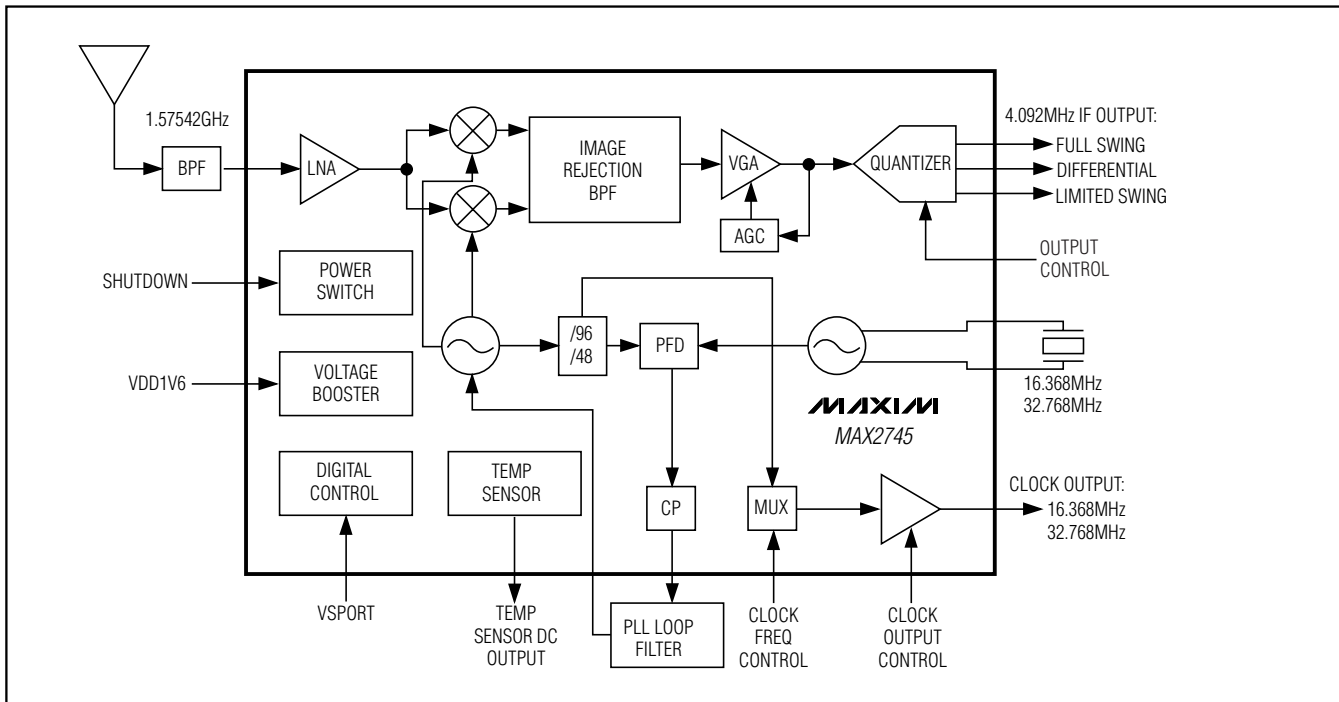 1.57542GHz
BPF
LNA
IMAGE
REJECTION
BPF
VGA
AGC
QUANTIZER
4.092MHz IF OUTPUT:
FULL SWING
DIFFERENTIAL
LIMITED SWING
OUTPUT
CONTROL
SHUTDOWN
POWER
SWITCH
/96
/48
PFD
16.368MHz
32.768MHz
VDD1V6
VOLTAGE
BOOSTER
MAXIM
MAX2745
DIGITAL
CONTROL
TEMP
SENSOR
CP
MUX
CLOCK OUTPUT:
16.368MHz
32.768MHz
VSPORT
TEMP
SENSOR DC
OUTPUT
PLL LOOP
FILTER
CLOCK
FREQ
CONTROL
CLOCK
OUTPUT
CONTROL